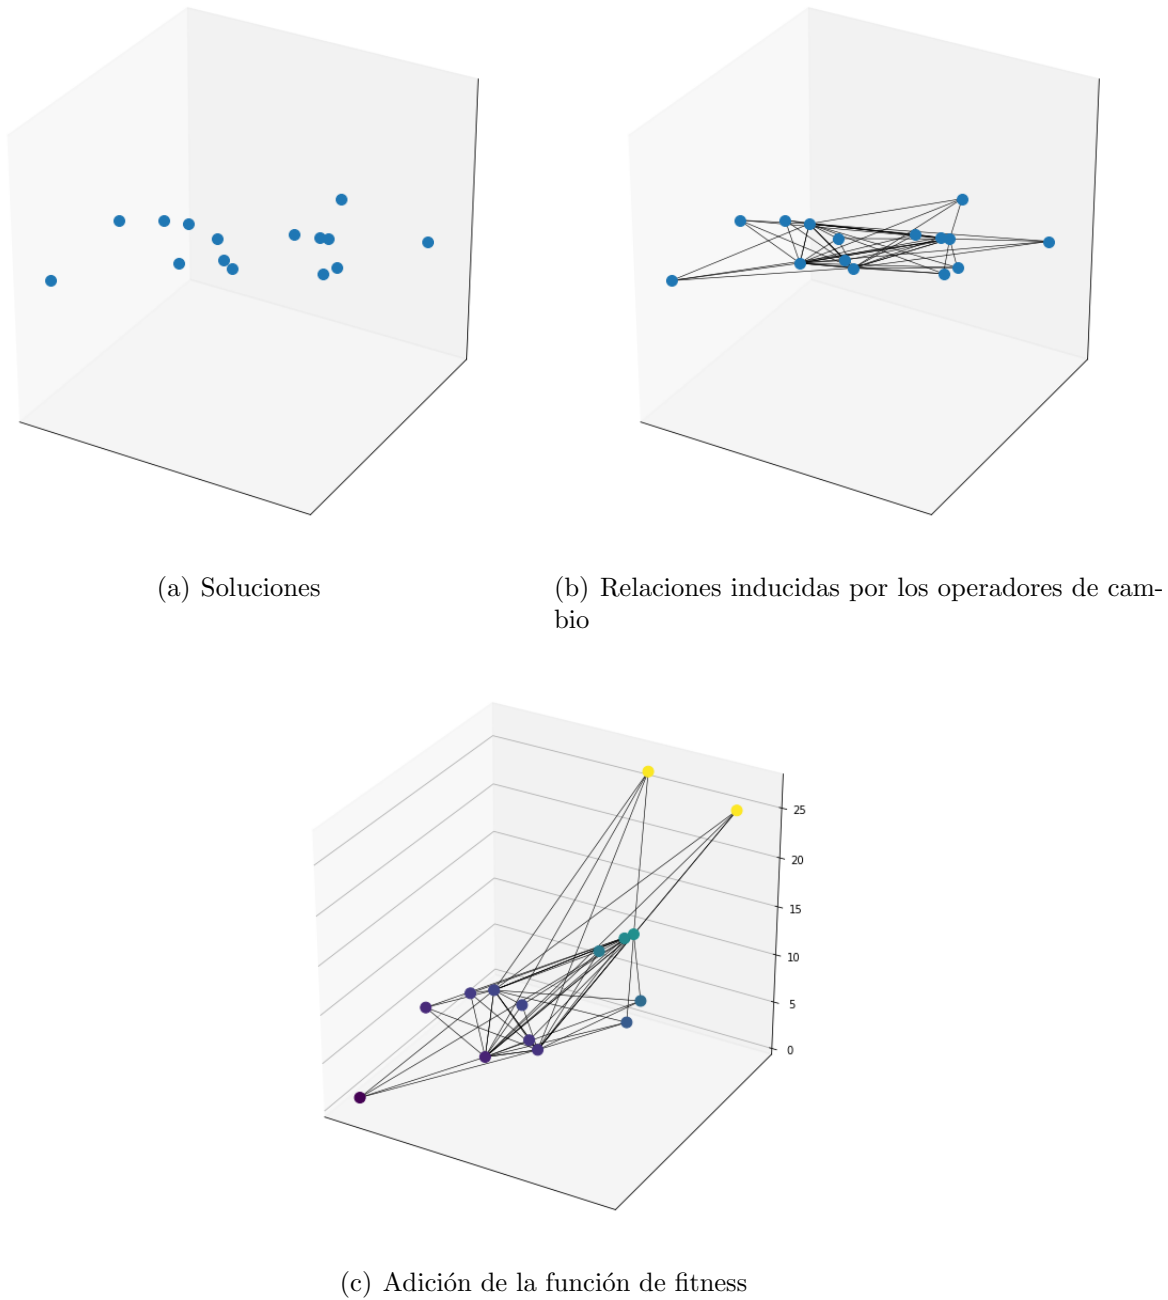 (a) Soluciones
(b) Relaciones inducidas por los operadores de cam-
bio
25
20
15
10
5
0
(c) Adición de la función de fitness